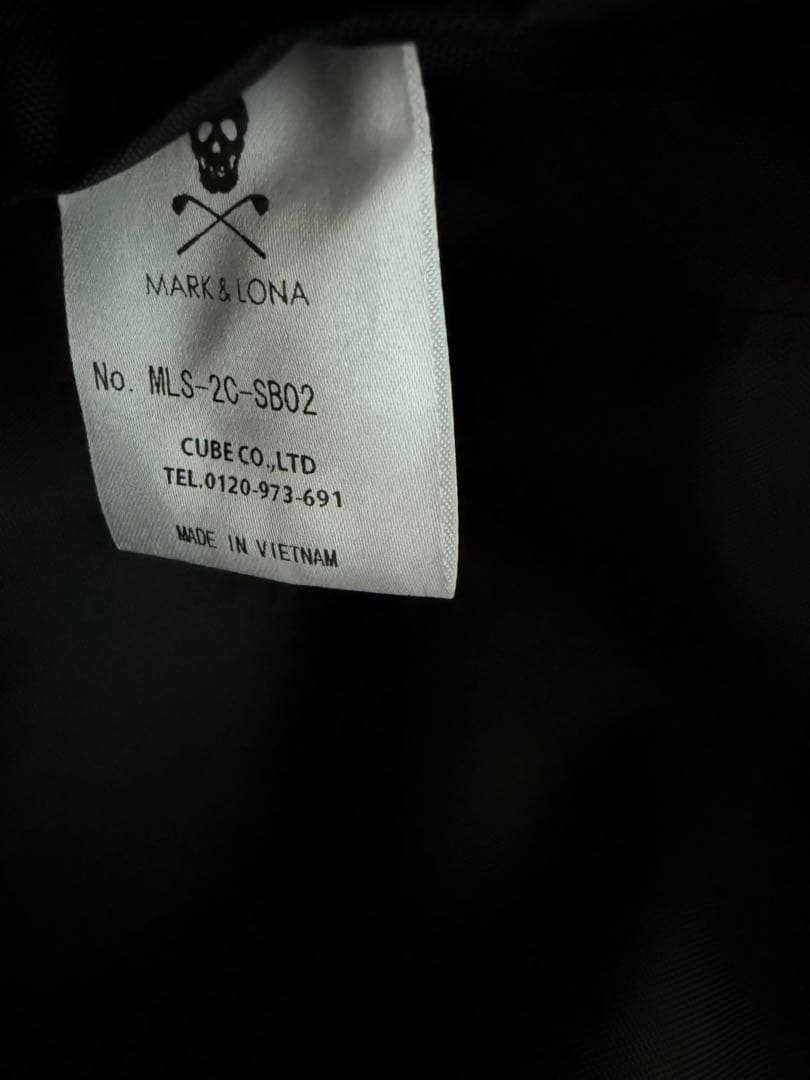 MARK & LONA
No. MLS-2C-SB02
CUBE CO.,LTD
TEL.0120-973-691
MADE IN VIETNAM